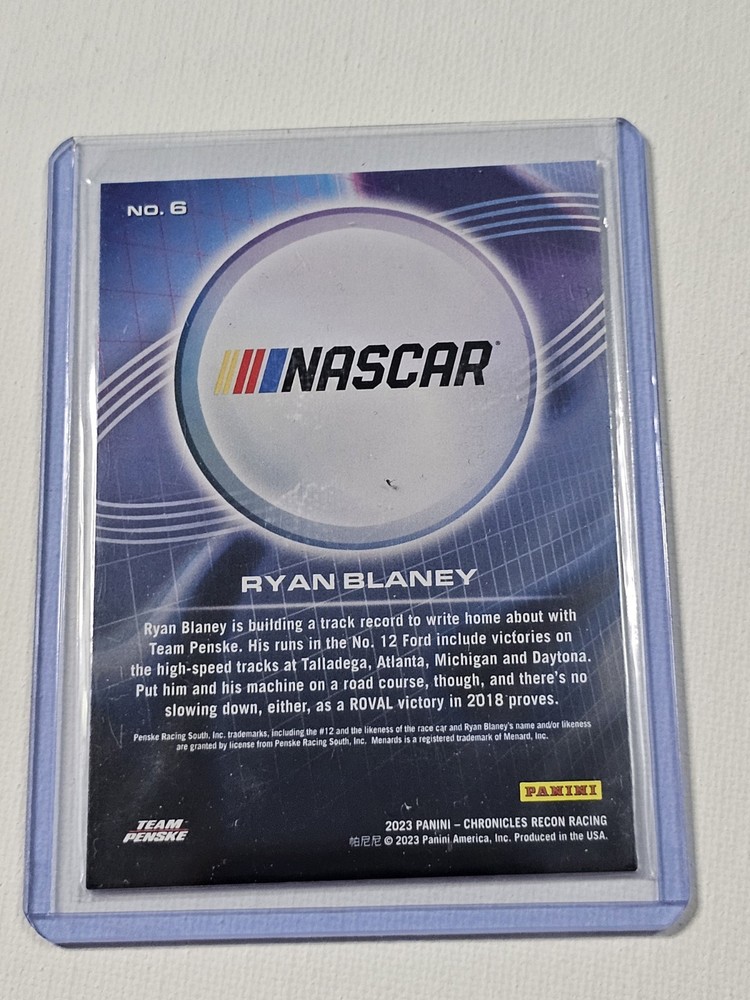 NO. 6
NASCAR
RYAN BLANEY
Ryan Blaney is building a track record to write home about with
Team Penske. His runs in the No. 12 Ford include victories on
the high-speed tracks at Talladega, Atlanta, Michigan and Daytona.
Put him and his machine on a road course, though, and there's no
slowing down, either, as a ROVAL victory in 2018 proves.
Penske Racing South, Inc. trademarks, including the #12 and the likeness of the race car and Ryan Blaney's name and/or likeness
are granted by license from Penske Racing South, Inc. Menards is a registered trademark of Menard, Inc.
PANINI
TEAM
PENSKE
2023 PANINI – CHRONICLES RECON RACING
帕尼尼 © 2023 Panini America, Inc. Produced in the USA.